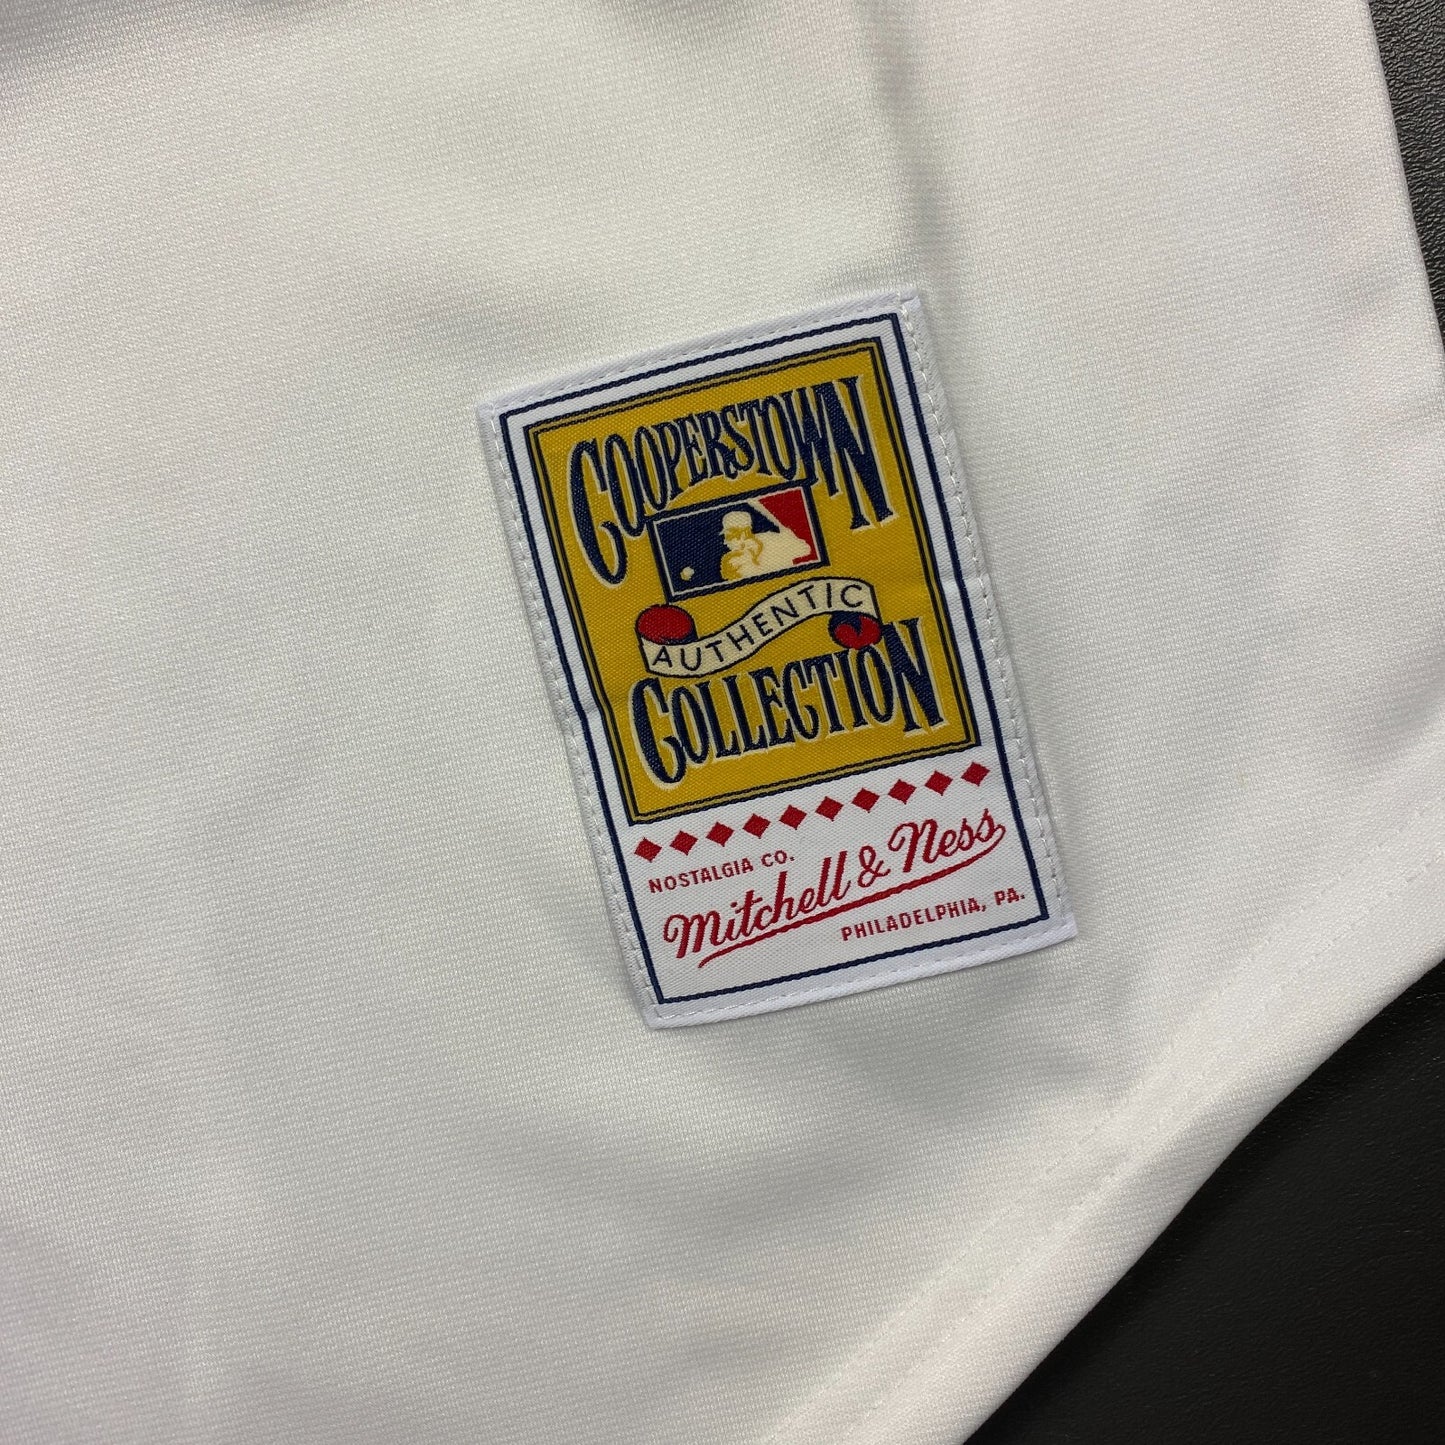 COOPERSTOWN
AUTHENTIC
COLLECTION
NOSTALGIA CO.
Mitchell & Ness
PHILADELPHIA, PA.